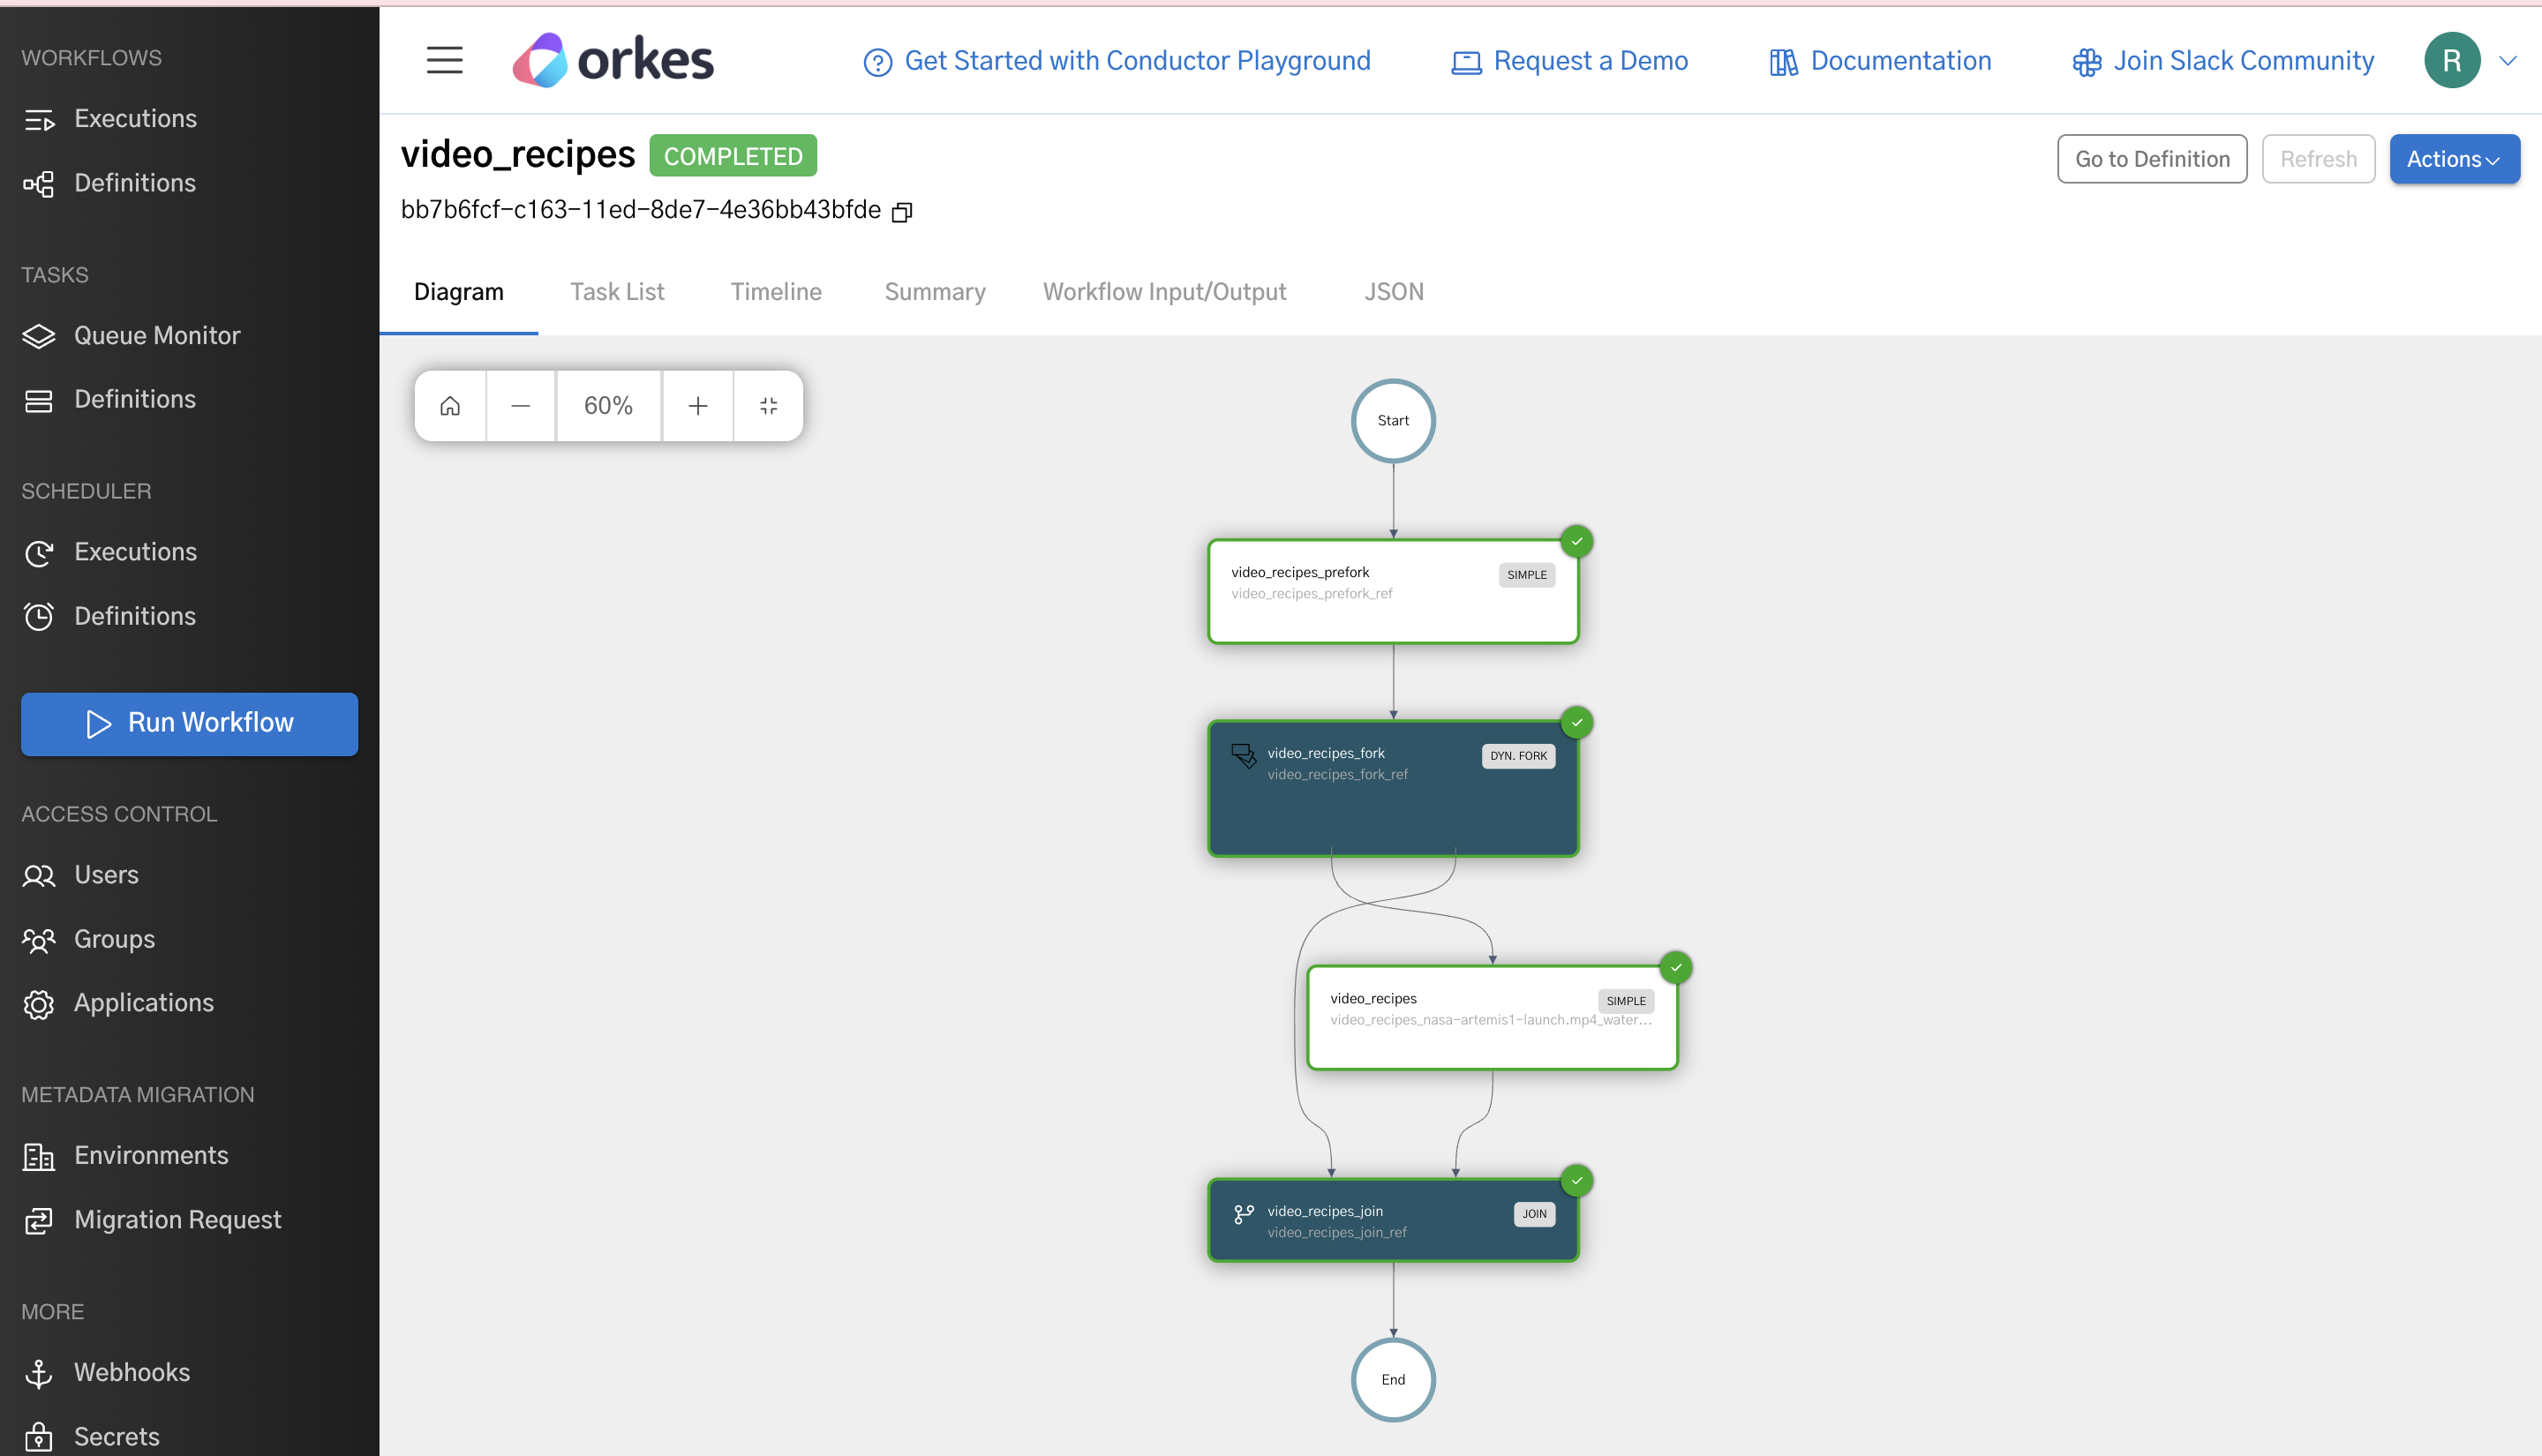 WORKFLOWS
Executions
Definitions
TASKS
Queue Monitor
Definitions
SCHEDULER
Executions
Definitions
Run Workflow
ACCESS CONTROL
Users
Groups
Applications
METADATA MIGRATION
Environments
Migration Request
MORE
Webhooks
Secrets
orkes
Get Started with Conductor Playground
Request a Demo
Documentation
Join Slack Community
R
video_recipes
COMPLETED
Go to Definition
Refresh
Actions
bb7b6fcf-c163-11ed-8de7-4e36bb43bfde
Diagram
Task List
Timeline
Summary
Workflow Input/Output
JSON
60%
Start
video_recipes_prefork
SIMPLE
video_recipes_prefork_ref
video_recipes_fork
DYN. FORK
video_recipes_fork_ref
video_recipes
SIMPLE
video_recipes_nasa-artemis1-launch.mp4_water...
video_recipes_join
JOIN
video_recipes_join_ref
End